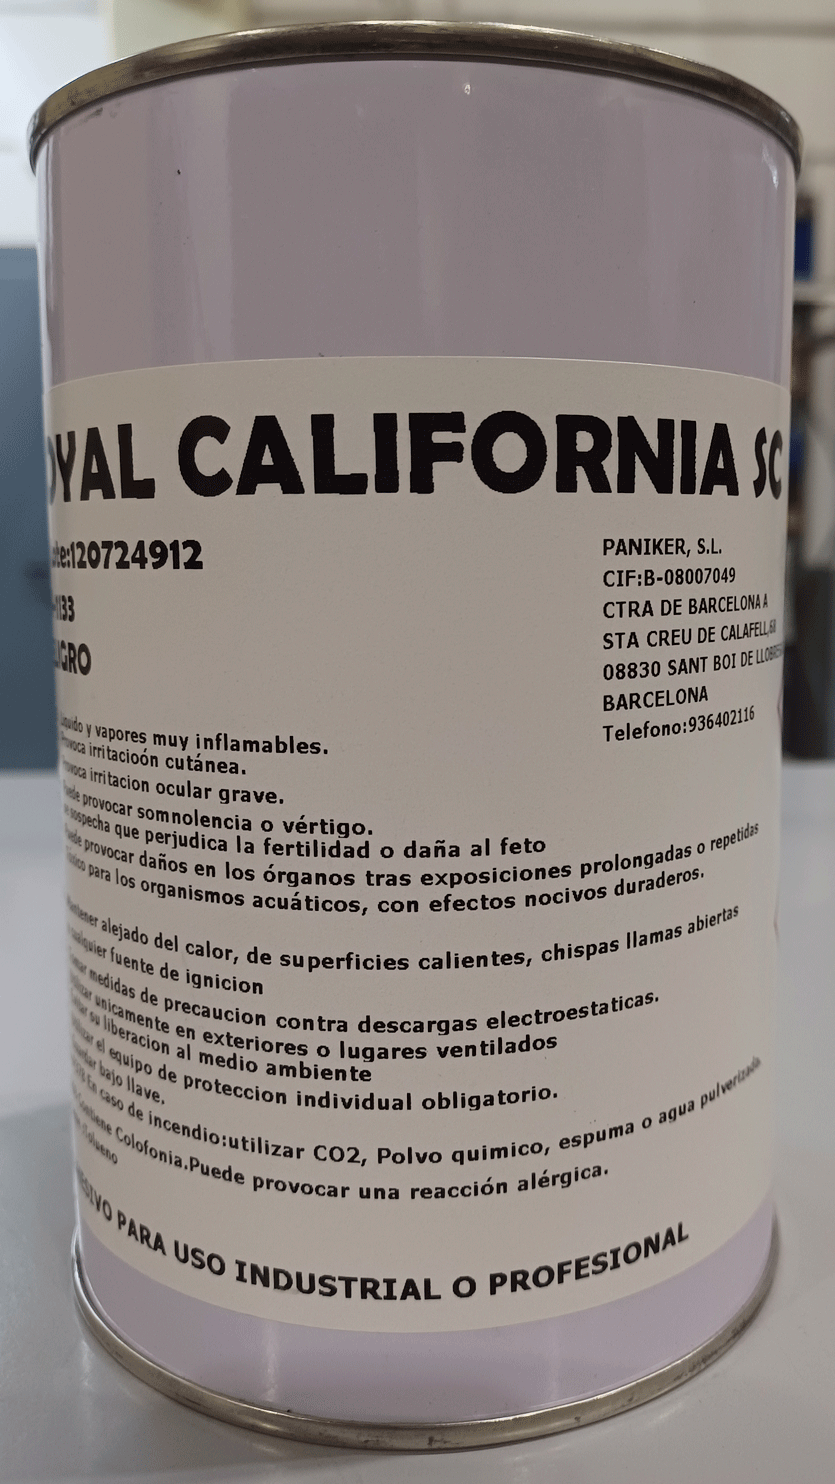 OYAL CALIFORNIA SC
ote:120724912
-1133
IGRO
PANIKER, S.L.
CIF:B-08007049
CTRA DE BARCELONA A
STA CREU DE CALAFELL,68
08830 SANT BOI DE LLOBREG
BARCELONA
Telefono:936402116
Liquido y vapores muy inflamables.
Provoca irritacioón cutánea.
Provoca irritacion ocular grave.
Puede provocar somnolencia o vértigo.
Se sospecha que perjudica la fertilidad o daña al feto
Puede provocar daños en los órganos tras exposiciones prolongadas o repetidas
para los organismos acuáticos, con efectos nocivos duraderos.
Mantener alejado del calor, de superficies calientes, chispas llamas abiertas
cualquier fuente de ignicion
Tomar medidas de precaucion contra descargas electroestaticas.
Utilizar unicamente en exteriores o lugares ventilados
Evitar su liberacion al medio ambiente
Utilizar el equipo de proteccion individual obligatorio.
Guardar bajo llave.
En caso de incendio:utilizar CO2, Polvo quimico, espuma o agua pulverizada.
Contiene Colofonia.Puede provocar una reacción alérgica.
:tolueno
ESIVO PARA USO INDUSTRIAL O PROFESIONAL